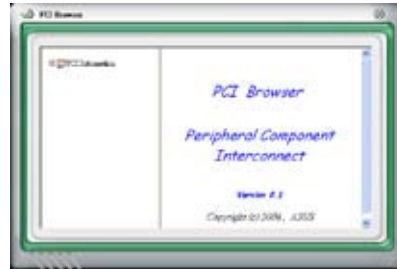 PCI Browser
PCI Browser
Peripheral Component
Interconnect
Copyright (c) 2006, ASUS